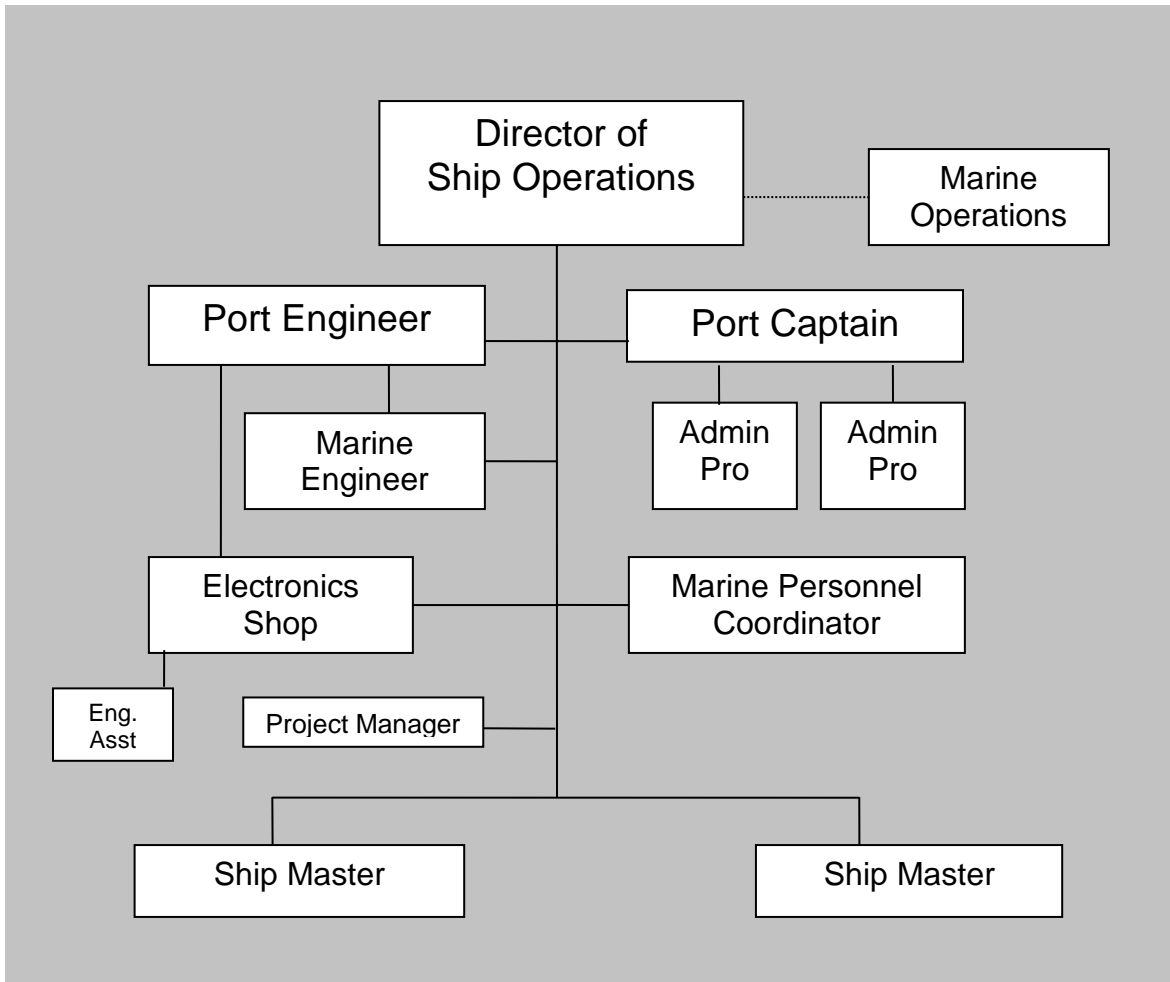 Director of
Ship Operations
Marine
Operations
Port Engineer
Port Captain
Marine
Engineer
Admin
Pro
Admin
Pro
Electronics
Shop
Marine Personnel
Coordinator
Eng.
Asst
Project Manager
Ship Master
Ship Master